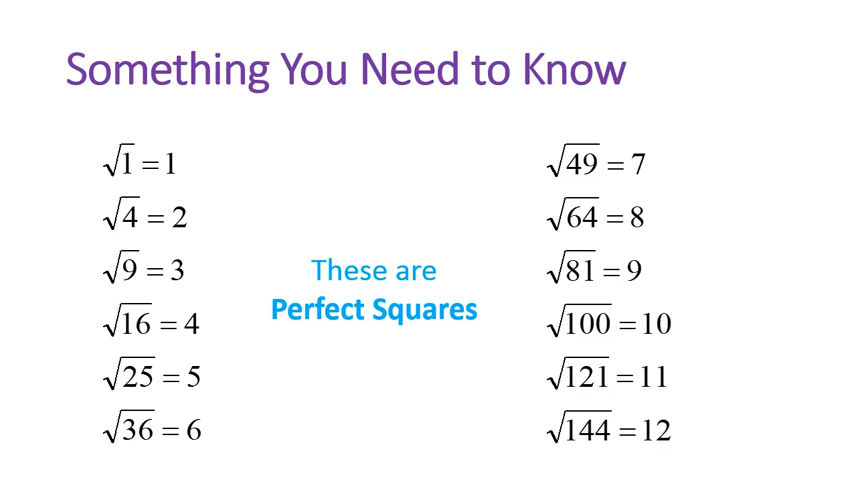 Something You Need to Know
√1 = 1
√4 = 2
√9 = 3
√16 = 4
√25 = 5
√36 = 6
These are
Perfect Squares
√49 = 7
√64 = 8
√81 = 9
√100 = 10
√121 = 11
√144 = 12